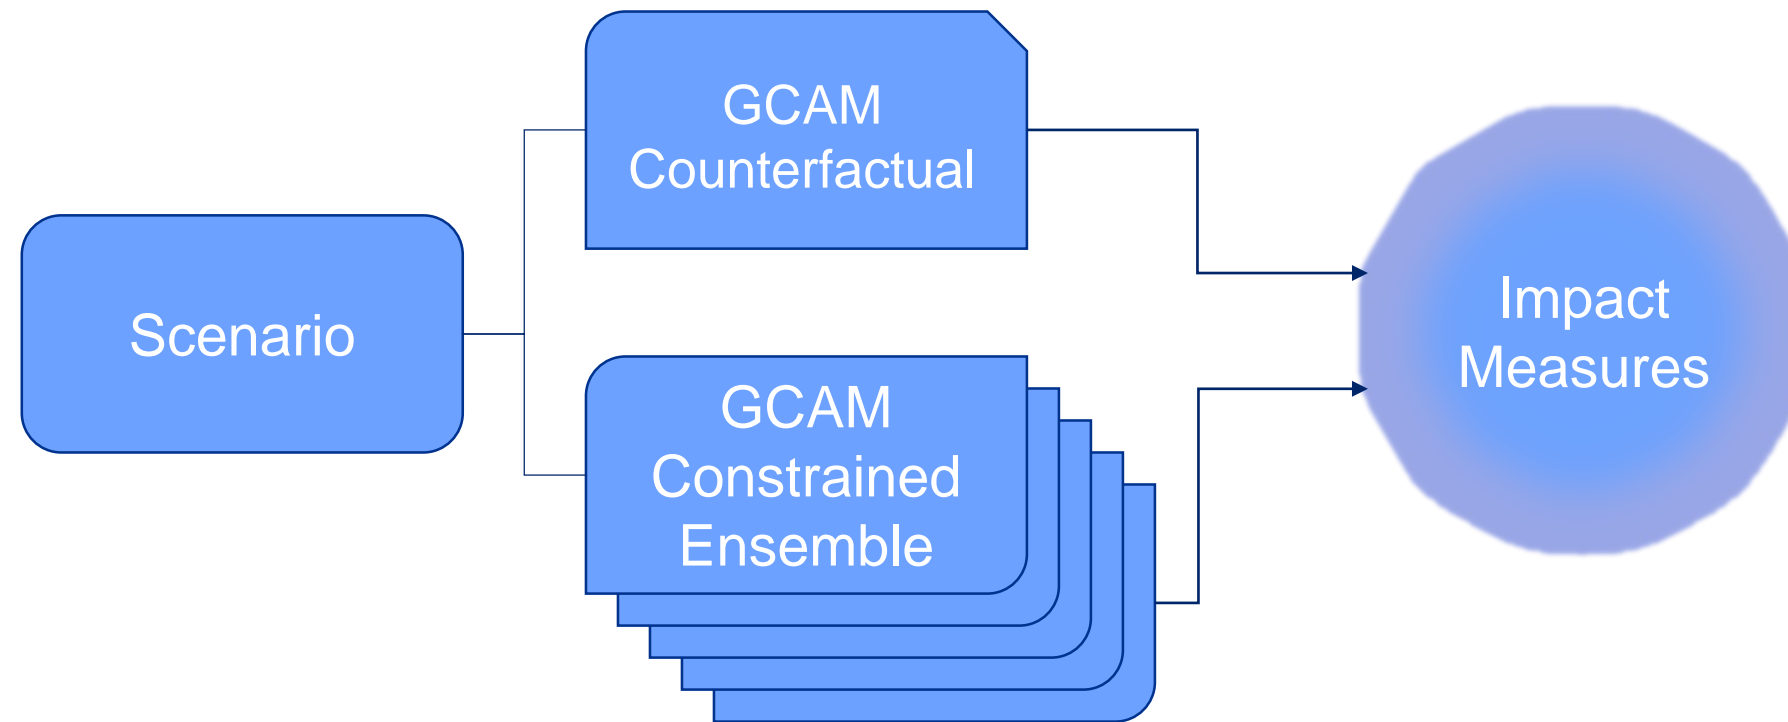 GCAM
Counterfactual
Scenario
GCAM
Constrained
Ensemble
Impact
Measures